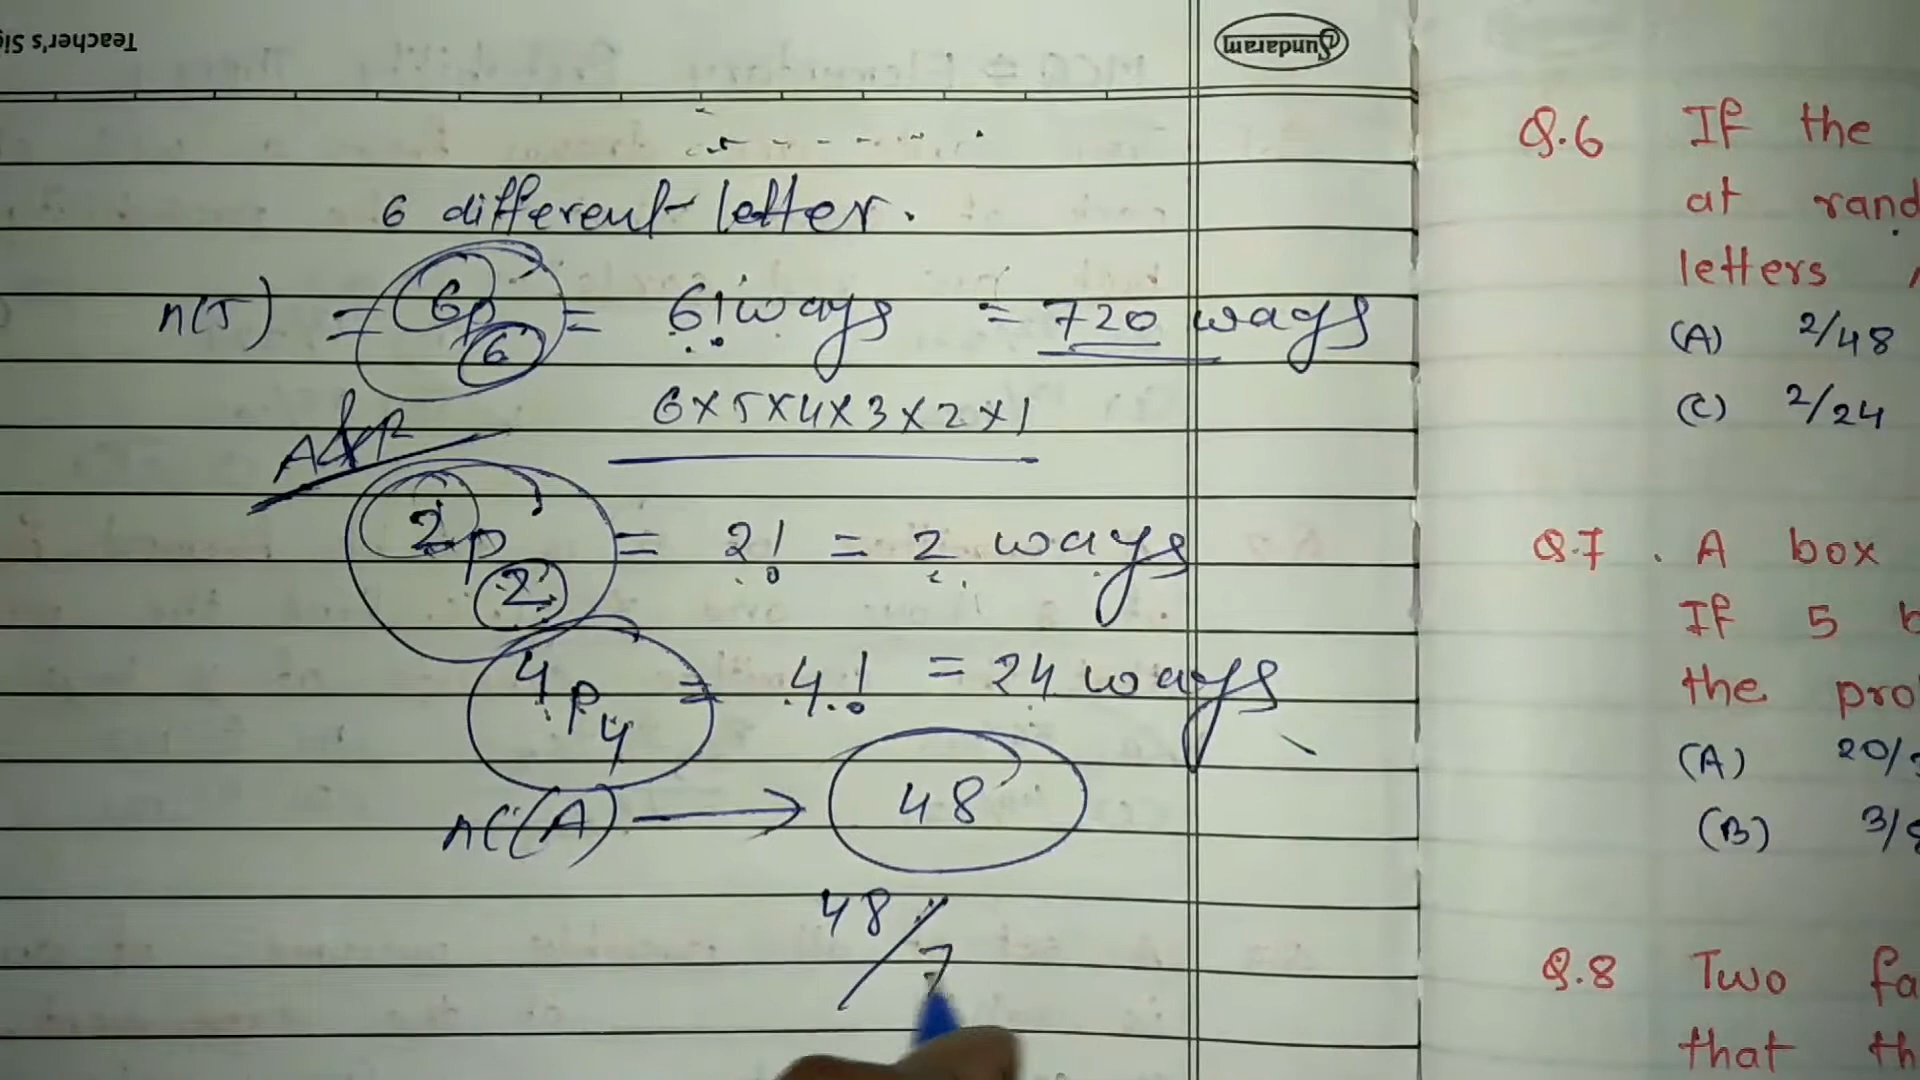 Teacher's Sig
Sundaram
6 different letter.
n(s) = 6P6 = 6! ways = 720 ways
6×5×4×3×2×1
A&R
2P2 = 2! = 2 ways
4P4 = 4! = 24 ways
n(A) → 48
48/7
Q.6 If the
at rand
letters
(A) 2/48
(C) 2/24
Q.7. A box
If 5 b
the pro
(A) 20/
(B) 3/
Q.8 Two fa
that th